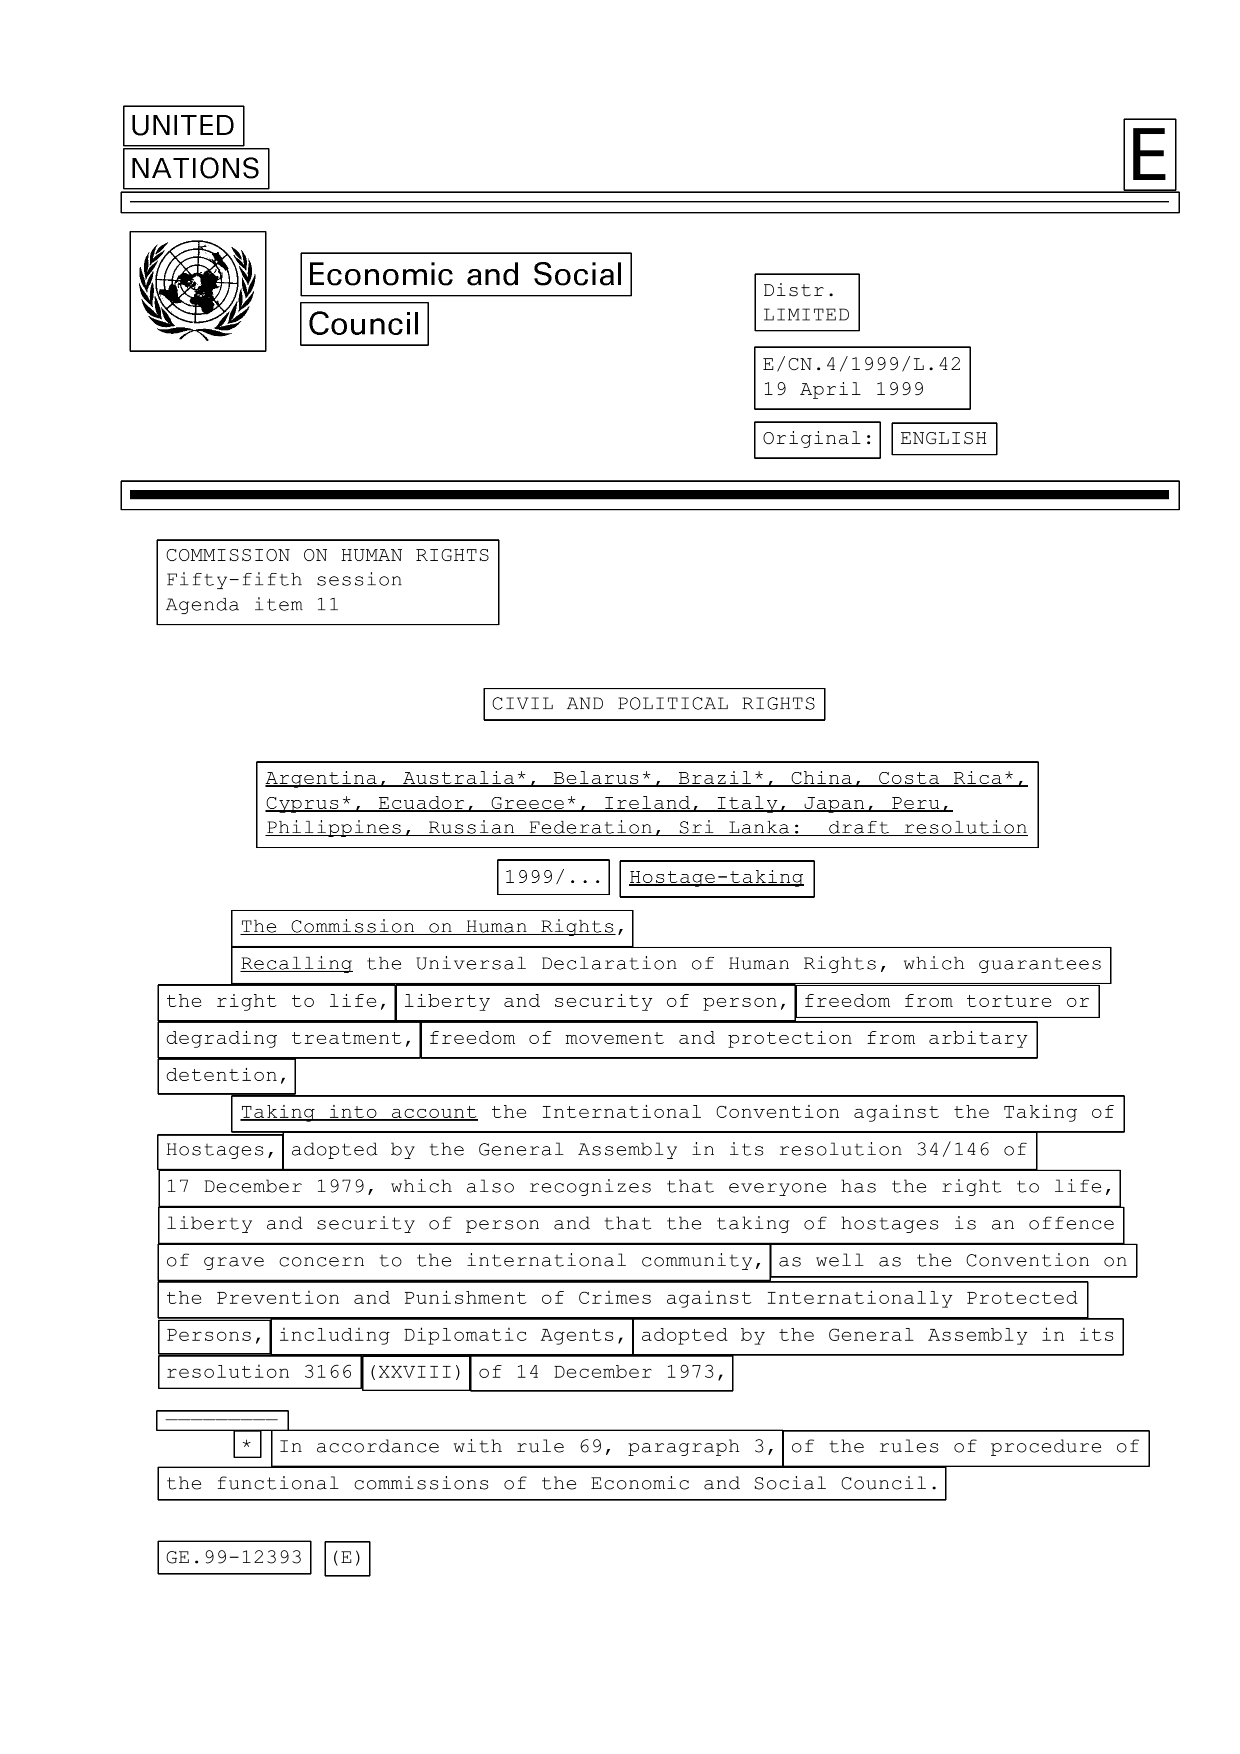 UNITED
NATIONS
E
Economic and Social
Council
Distr.
LIMITED
E/CN.4/1999/L.42
19 April 1999
Original: ENGLISH
COMMISSION ON HUMAN RIGHTS
Fifty-fifth session
Agenda item 11
CIVIL AND POLITICAL RIGHTS
Argentina, Australia*, Belarus*, Brazil*, China, Costa Rica*,
Cyprus*, Ecuador, Greece*, Ireland, Italy, Japan, Peru,
Philippines, Russian Federation, Sri Lanka:  draft resolution
1999/... Hostage-taking
The Commission on Human Rights,
Recalling the Universal Declaration of Human Rights, which guarantees
the right to life, liberty and security of person, freedom from torture or
degrading treatment, freedom of movement and protection from arbitary
detention,
Taking into account the International Convention against the Taking of
Hostages, adopted by the General Assembly in its resolution 34/146 of
17 December 1979, which also recognizes that everyone has the right to life,
liberty and security of person and that the taking of hostages is an offence
of grave concern to the international community, as well as the Convention on
the Prevention and Punishment of Crimes against Internationally Protected
Persons, including Diplomatic Agents, adopted by the General Assembly in its
resolution 3166 (XXVIII) of 14 December 1973,
* In accordance with rule 69, paragraph 3, of the rules of procedure of
the functional commissions of the Economic and Social Council.
GE.99-12393 (E)